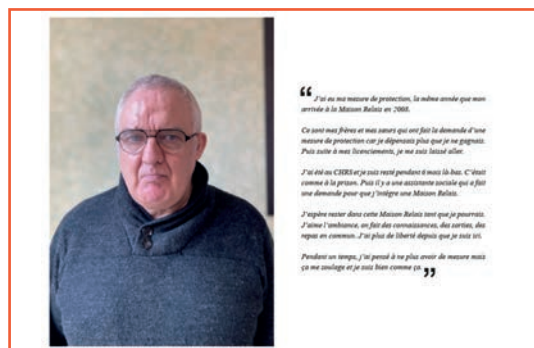 “ J'ai eu ma mesure de protection, la même année que mon
arrivée à la Maison Relais en 2008.
Ce sont mes frères et mes sœurs qui ont fait la demande d'une
mesure de protection car je dépensais plus que je ne gagnais.
Puis suite à mes licenciements, je me suis laissé aller.
J'ai été au CHRS et je suis resté pendant 6 mois là-bas. C'était
comme à la prison. Puis il y a une assistante sociale qui a fait
une demande pour que j'intègre une Maison Relais.
J'espère rester dans cette Maison Relais tant que je pourrais.
J'aime l'ambiance, on fait des connaissances, des sorties, des
repas en commun. J'ai plus de liberté depuis que je suis ici.
Pendant un temps, j'ai pensé à ne plus avoir de mesure mais
ça me soulage et je suis bien comme ça. ”